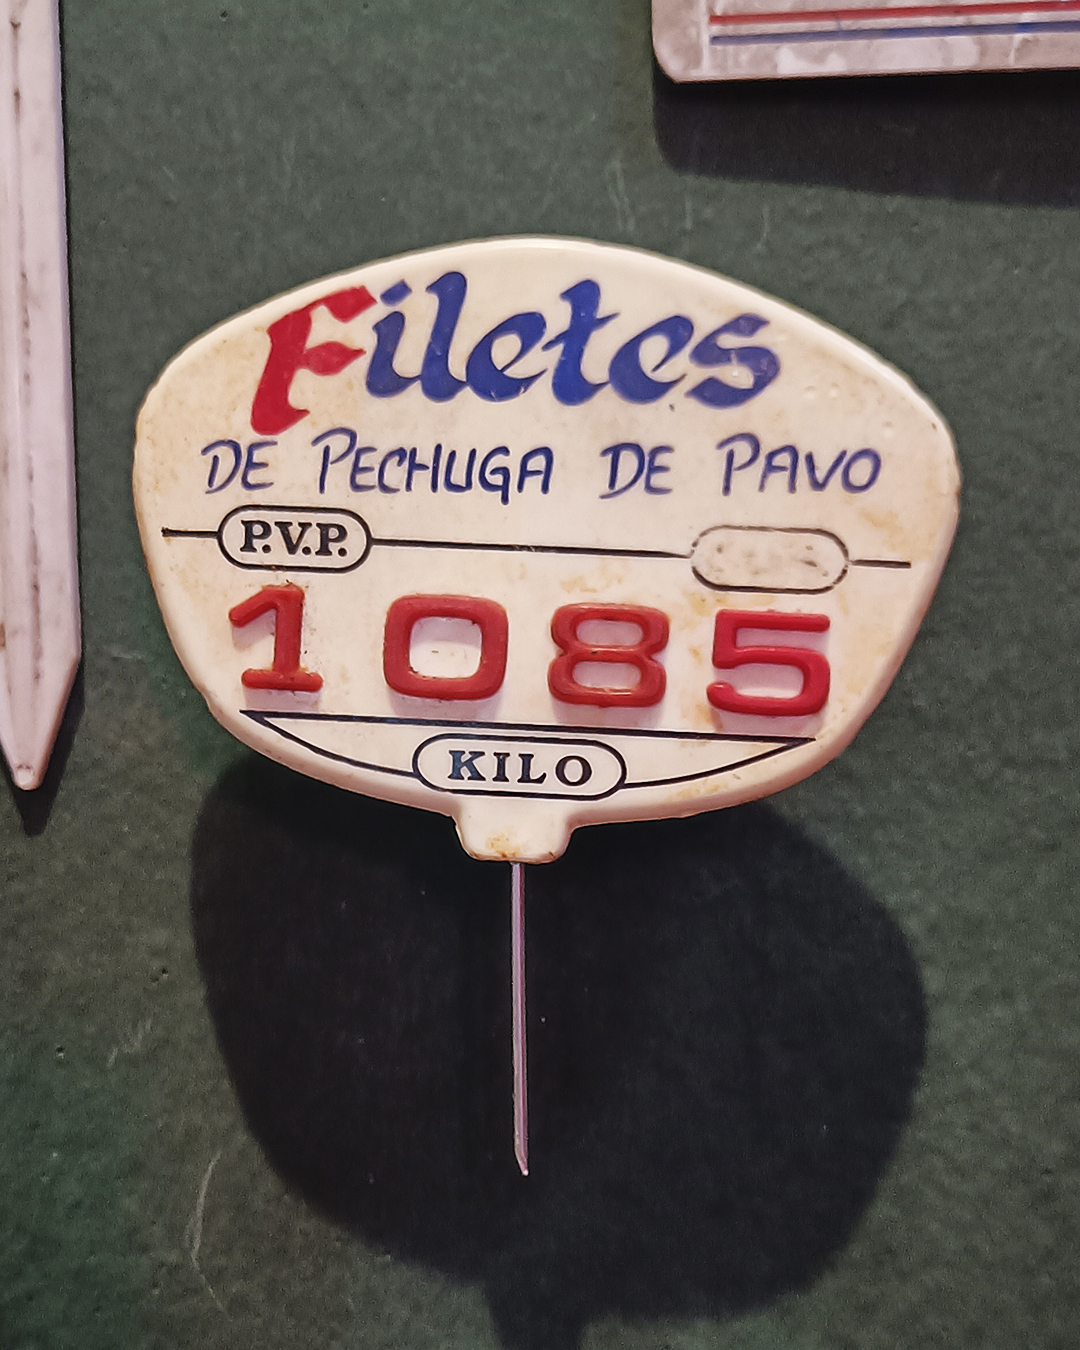 Filetes
DE PECHUGA DE PAVO
P.V.P.
1085
KILO